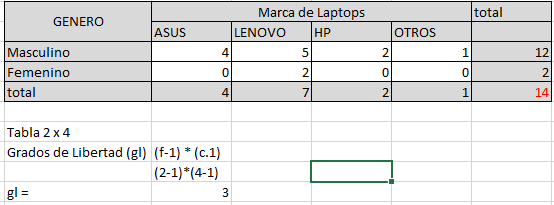 GENERO Marca de Laptops total
ASUS LENOVO HP OTROS
Masculino 4 5 2 1 12
Femenino 0 2 0 0 2
total 4 7 2 1 14
Tabla 2 x 4
Grados de Libertad (gl) (f-1) * (c.1)
(2-1)*(4-1)
gl = 3